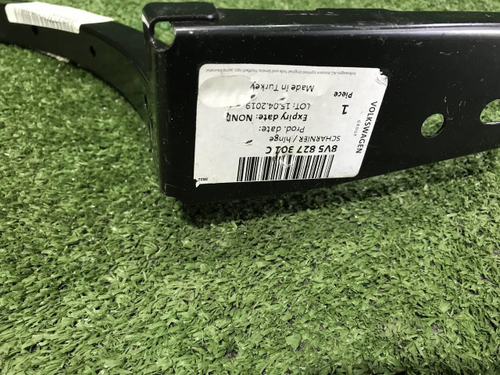 VOLKSWAGEN
GROUP
1
Piece
8V5 827 301 C
SCHARNIER / hinge
Prod. date:
Expiry date: NONE
LOT: 15.04.2019
Made in Turkey